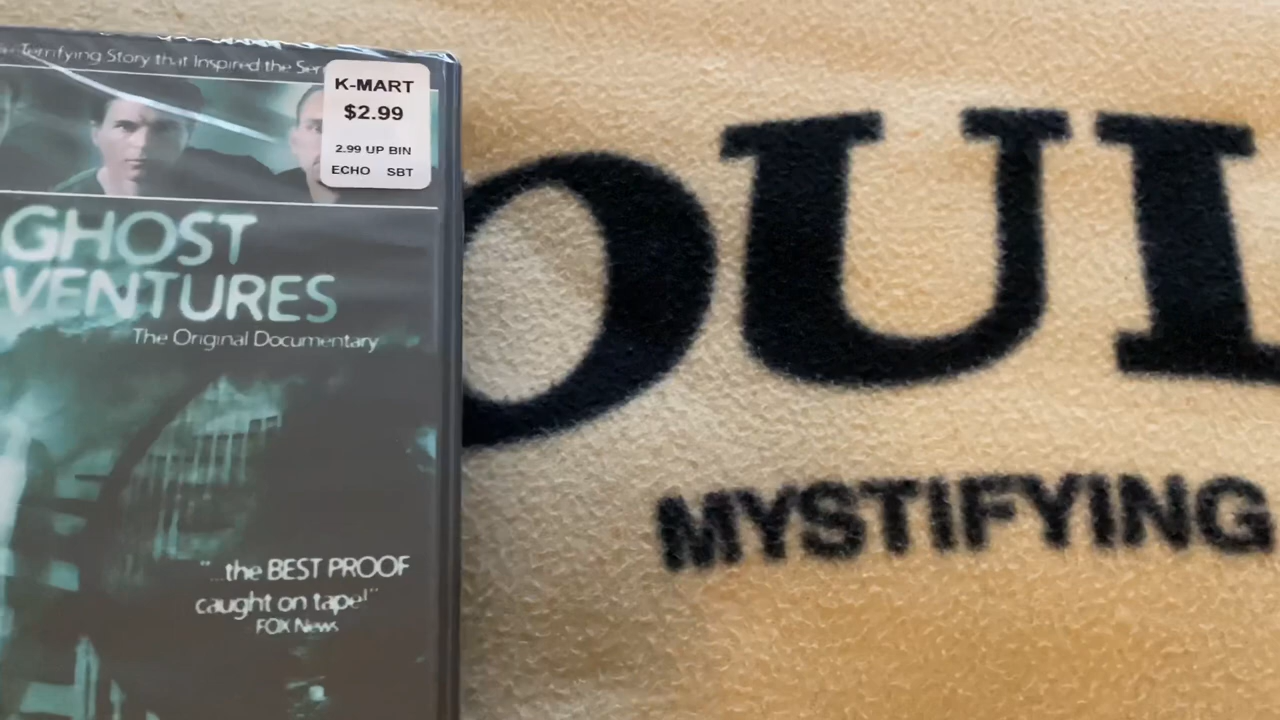 Terrifying Story that Inspired the Ser
K-MART
$2.99
2.99 UP BIN
ECHO SBT
GHOST
VENTURES
The Original Documentary
"...the BEST PROOF
caught on tape!"
FOX News
OUI
MYSTIFYING